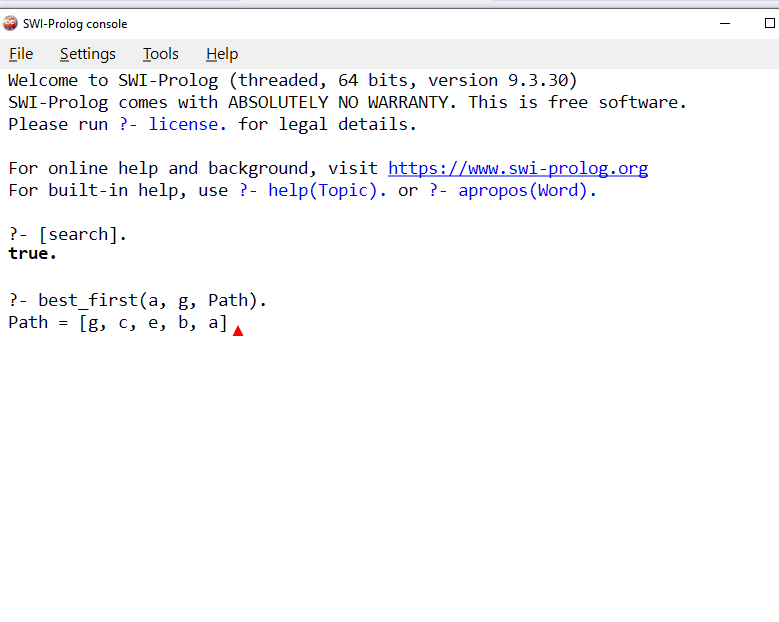 SWI-Prolog console
File Settings Tools Help
Welcome to SWI-Prolog (threaded, 64 bits, version 9.3.30)
SWI-Prolog comes with ABSOLUTELY NO WARRANTY. This is free software.
Please run ?- license. for legal details.
For online help and background, visit https://www.swi-prolog.org
For built-in help, use ?- help(Topic). or ?- apropos(Word).
?- [search].
true.
?- best_first(a, g, Path).
Path = [g, c, e, b, a]